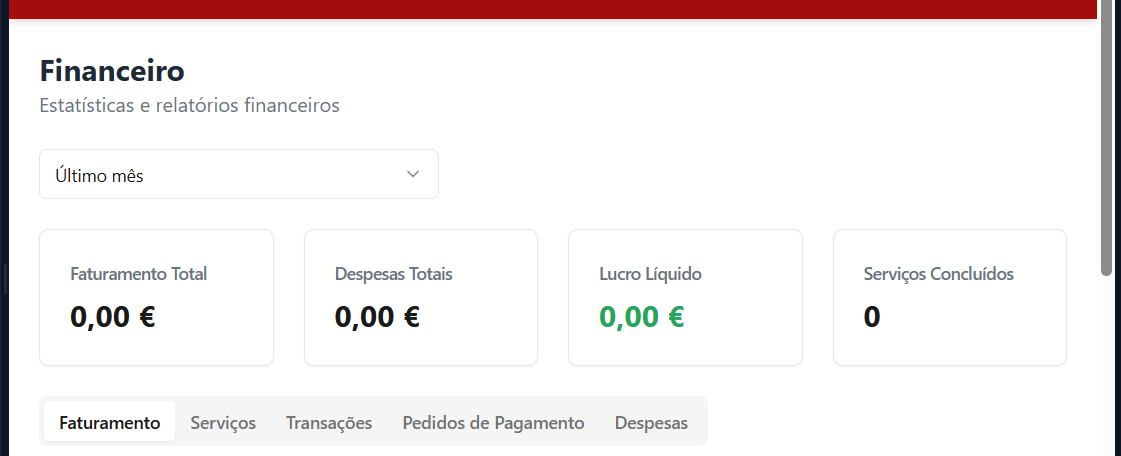 Financeiro
Estatísticas e relatórios financeiros
Último mês
Faturamento Total
0,00 €
Despesas Totais
0,00 €
Lucro Líquido
0,00 €
Serviços Concluídos
0
Faturamento
Serviços
Transações
Pedidos de Pagamento
Despesas